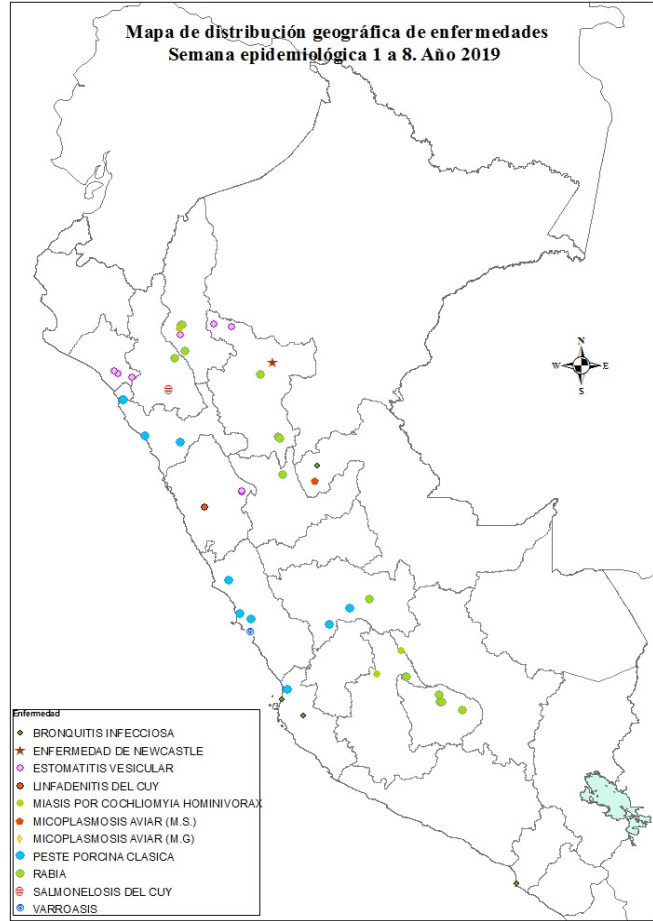 Mapa de distribución geográfica de enfermedades
Semana epidemiológica 1 a 8. Año 2019
N
W E
S
Enfermedad
BRONQUITIS INFECCIOSA
ENFERMEDAD DE NEWCASTLE
ESTOMATITIS VESICULAR
LINFADENITIS DEL CUY
MIASIS POR COCHLIOMYIA HOMINIVORAX
MICOPLASMOSIS AVIAR (M.S.)
MICOPLASMOSIS AVIAR (M.G)
PESTE PORCINA CLASICA
RABIA
SALMONELOSIS DEL CUY
VARROASIS